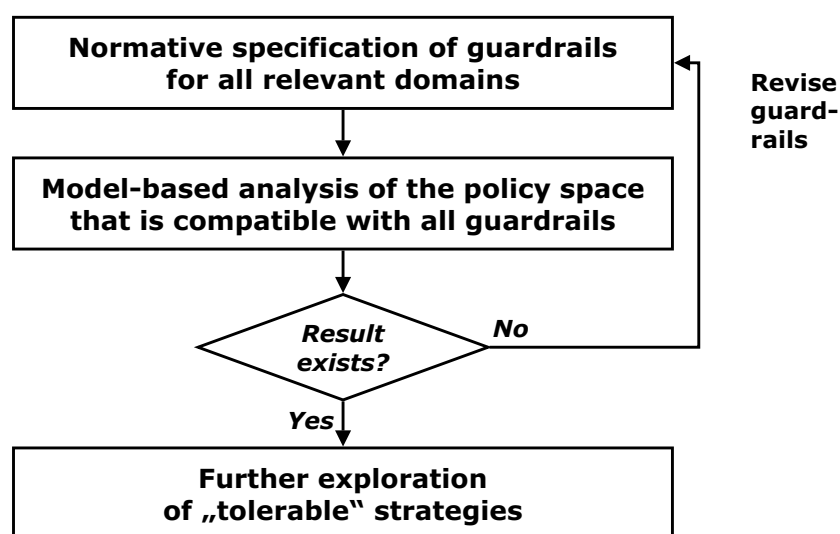 Normative specification of guardrails
for all relevant domains
Revise
guard-
rails
Model-based analysis of the policy space
that is compatible with all guardrails
Result
exists?
No
Yes
Further exploration
of „tolerable“ strategies